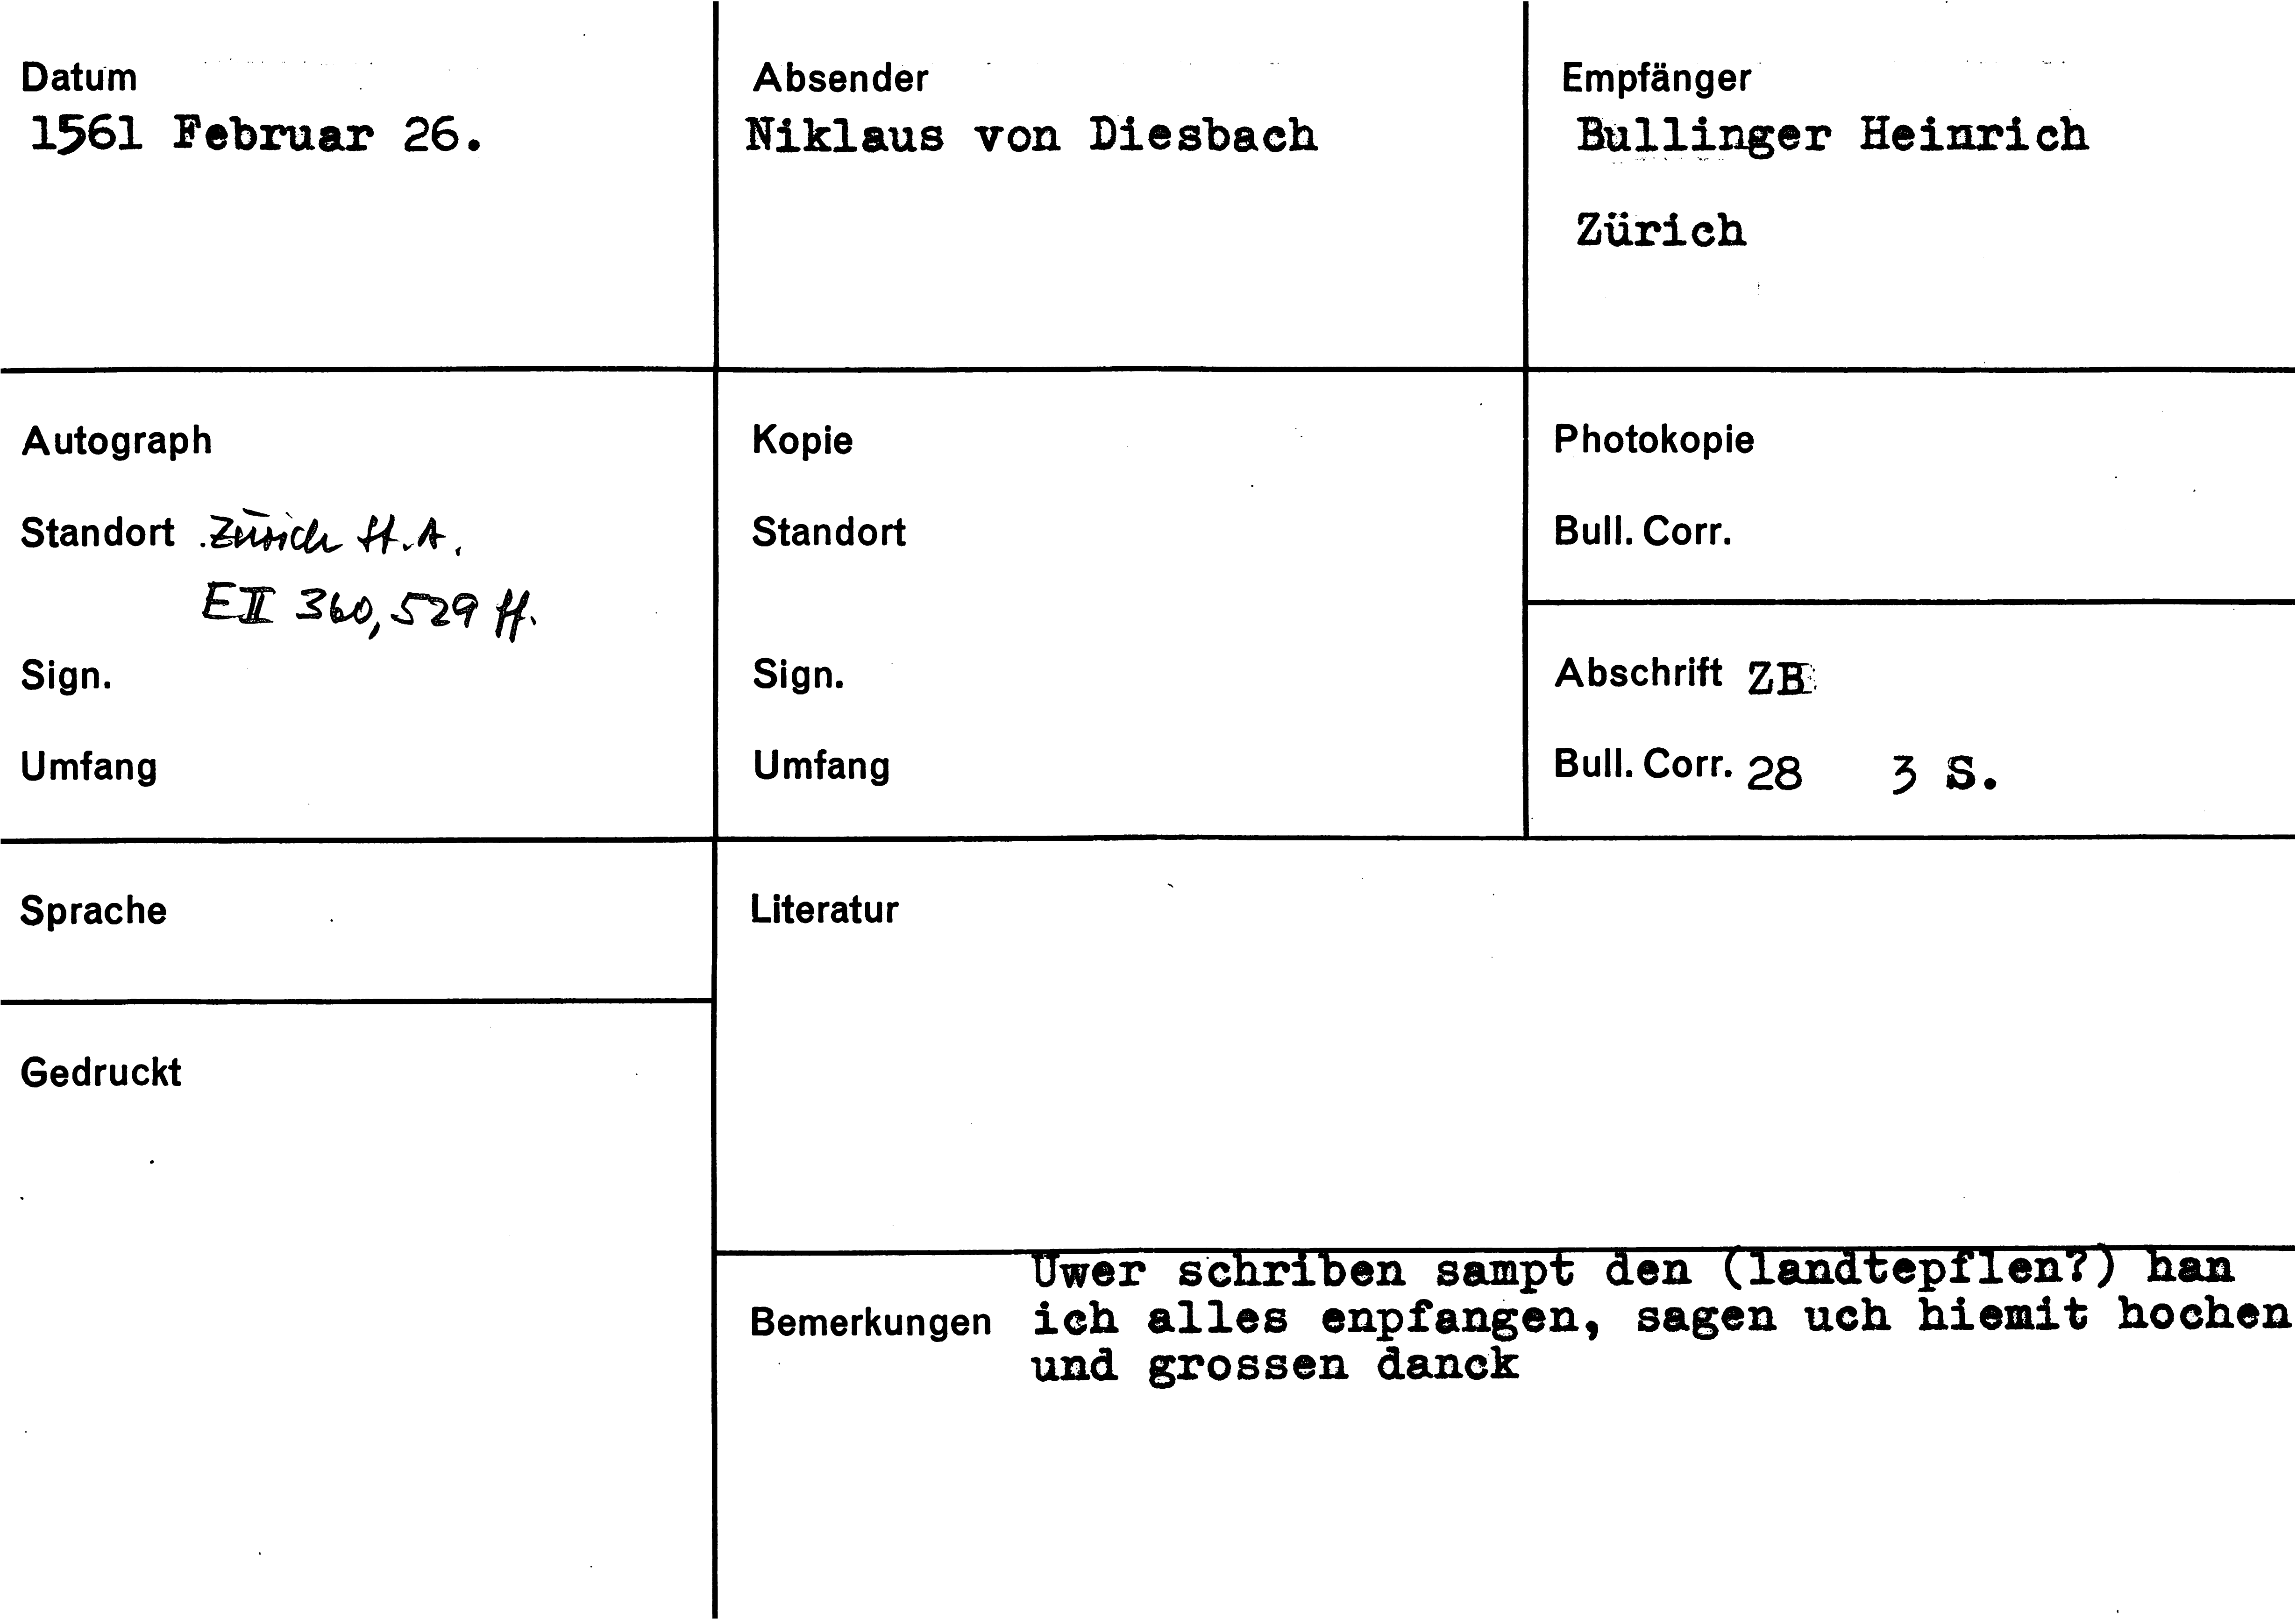 Datum
1561 Februar 26.
Absender
Niklaus von Diesbach
Empfänger
Bullinger Heinrich
Zürich
Autograph
Standort Zürich St.A.
EII 360, 529 ff.
Sign.
Umfang
Kopie
Standort
Sign.
Umfang
Photokopie
Bull. Corr.
Abschrift ZB
Bull. Corr. 28 3 S.
Sprache
Gedruckt
Literatur
Bemerkungen
Uwer schriben sampt den (landtepflen?) han
ich alles enpfangen, sagen uch hiemit hochen
und grossen danck